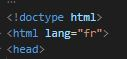 <!doctype html>
<html lang="fr">
<head>